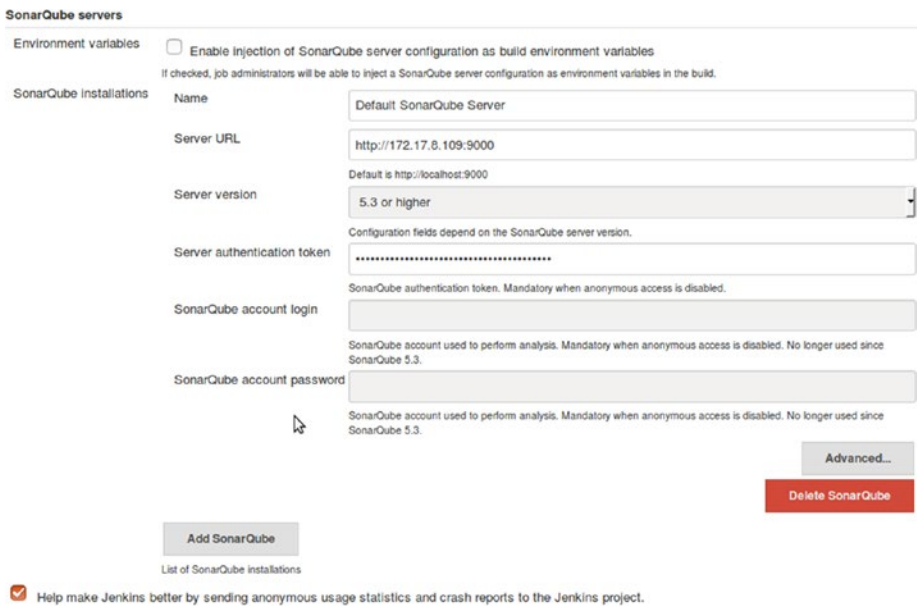 SonarQube servers
Environment variables
Enable injection of SonarQube server configuration as build environment variables
If checked, job administrators will be able to inject a SonarQube server configuration as environment variables in the build.
SonarQube installations
Name
Default SonarQube Server
Server URL
http://172.17.8.109:9000
Default is http://localhost:9000
Server version
5.3 or higher
Configuration fields depend on the SonarQube server version.
Server authentication token
••••••••••••••••••••••••••••••••••••••••
SonarQube authentication token. Mandatory when anonymous access is disabled.
SonarQube account login
SonarQube account used to perform analysis. Mandatory when anonymous access is disabled. No longer used since
SonarQube 5.3.
SonarQube account password
SonarQube account used to perform analysis. Mandatory when anonymous access is disabled. No longer used since
SonarQube 5.3.
Advanced...
Delete SonarQube
Add SonarQube
List of SonarQube installations
Help make Jenkins better by sending anonymous usage statistics and crash reports to the Jenkins project.